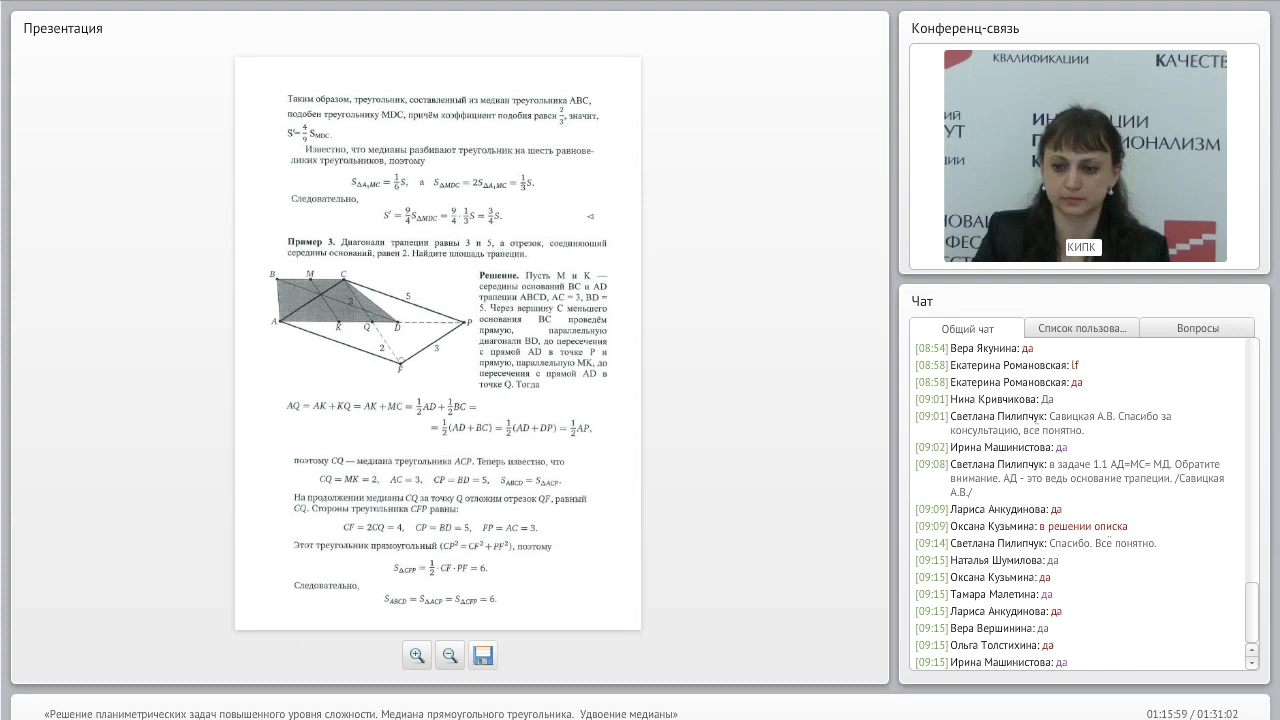 Презентация
Таким образом, треугольник, составленный из медиан треугольника ABC,
подобен треугольнику MDC, причём коэффициент подобия равен 2/3, значит,
S'= 4/9 S_MDC.
Известно, что медианы разбивают треугольник на шесть равнове-
ликих треугольников, поэтому
S_ΔA₁MC = 1/6 S, а S_ΔMDC = 2S_ΔA₁MC = 1/3 S.
Следовательно,
S' = 9/4 S_ΔMDC = 9/4 · 1/3 S = 3/4 S. ◁
Пример 3. Диагонали трапеции равны 3 и 5, а отрезок, соединяющий
середины оснований, равен 2. Найдите площадь трапеции.
B M C
2 5
A K Q D P
2 3
F
Решение. Пусть M и K —
середины оснований BC и AD
трапеции ABCD, AC = 3, BD =
5. Через вершину C меньшего
основания BC проведём
прямую, параллельную
диагонали BD, до пересечения
с прямой AD в точке P и
прямую, параллельную MK, до
пересечения с прямой AD в
точке Q. Тогда
AQ = AK + KQ = AK + MC = 1/2 AD + 1/2 BC =
= 1/2 (AD + BC) = 1/2 (AD + DP) = 1/2 AP,
поэтому CQ — медиана треугольника ACP. Теперь известно, что
CQ = MK = 2, AC = 3, CP = BD = 5, S_ABCD = S_ΔACP.
На продолжении медианы CQ за точку Q отложим отрезок QF, равный
CQ. Стороны треугольника CFP равны:
CF = 2CQ = 4, CP = BD = 5, FP = AC = 3.
Этот треугольник прямоугольный (CP² = CF² + PF²), поэтому
S_ΔCFP = 1/2 · CF · PF = 6.
Следовательно,
S_ABCD = S_ΔACP = S_ΔCFP = 6.
Конференц-связь
КВАЛИФИКАЦИИ КАЧЕСТВ
КИПК
Чат
Общий чат Список пользова... Вопросы
[08:54] Вера Якунина: да
[08:58] Екатерина Романовская: lf
[08:58] Екатерина Романовская: да
[09:01] Нина Кривчикова: Да
[09:01] Светлана Пилипчук: Савицкая А.В. Спасибо за
консультацию, всё понятно.
[09:02] Ирина Машинистова: да
[09:08] Светлана Пилипчук: в задаче 1.1 АД=МС= МД. Обратите
внимание. АД - это ведь основание трапеции. /Савицкая
А.В./
[09:09] Лариса Анкудинова: да
[09:09] Оксана Кузьмина: в решении описка
[09:14] Светлана Пилипчук: Спасибо. Всё понятно.
[09:15] Наталья Шумилова: да
[09:15] Оксана Кузьмина: да
[09:15] Тамара Малетина: да
[09:15] Лариса Анкудинова: да
[09:15] Вера Вершинина: да
[09:15] Ольга Толстихина: да
[09:15] Ирина Машинистова: да
«Решение планиметрических задач повышенного уровня сложности. Медиана прямоугольного треугольника. Удвоение медианы»
01:15:59 / 01:31:02